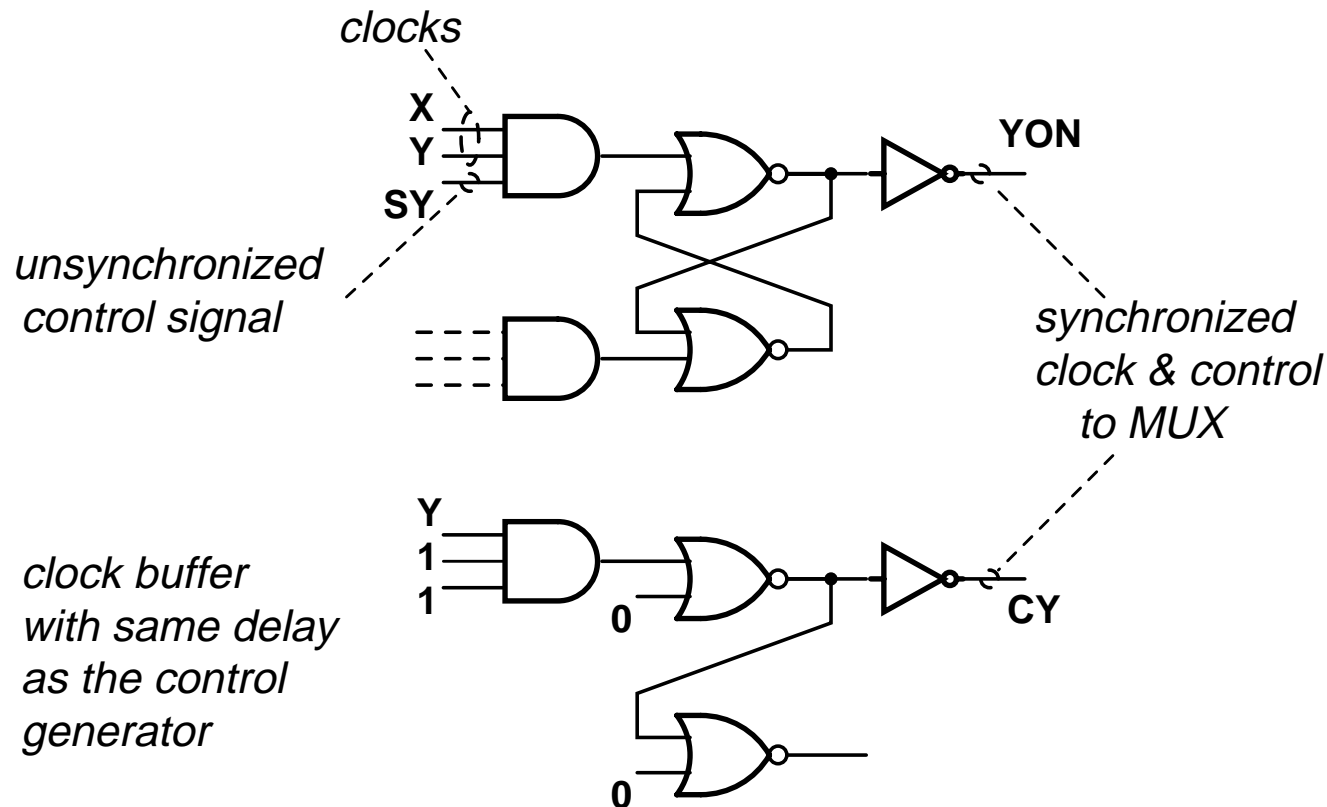 clocks
X
Y
SY
YON
unsynchronized
control signal
synchronized
clock & control
to MUX
Y
1
1
0
CY
clock buffer
with same delay
as the control
generator
0